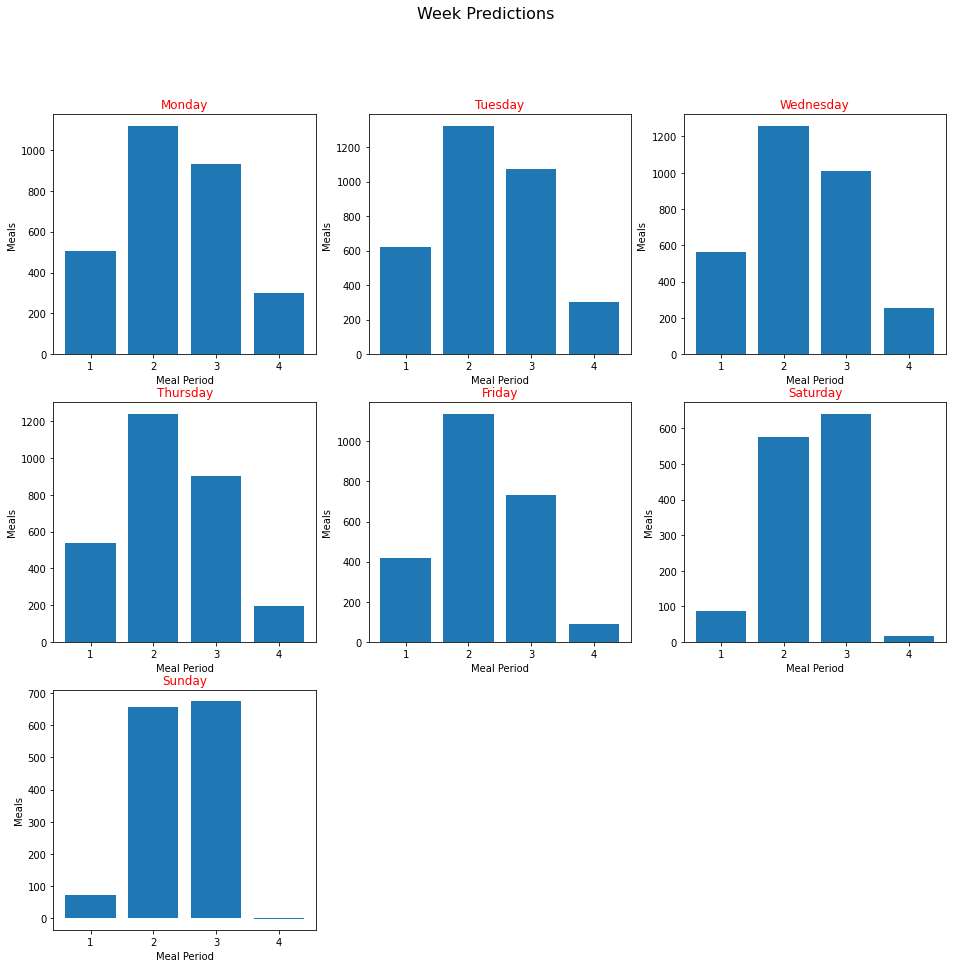 Week Predictions
Monday
1000
800
600
400
200
0
Meals
1 2 3 4
Meal Period
Tuesday
1200
1000
800
600
400
200
0
Meals
1 2 3 4
Meal Period
Wednesday
1200
1000
800
600
400
200
0
Meals
1 2 3 4
Meal Period
Thursday
1200
1000
800
600
400
200
0
Meals
1 2 3 4
Meal Period
Friday
1000
800
600
400
200
0
Meals
1 2 3 4
Meal Period
Saturday
600
500
400
300
200
100
0
Meals
1 2 3 4
Meal Period
Sunday
700
600
500
400
300
200
100
0
Meals
1 2 3 4
Meal Period